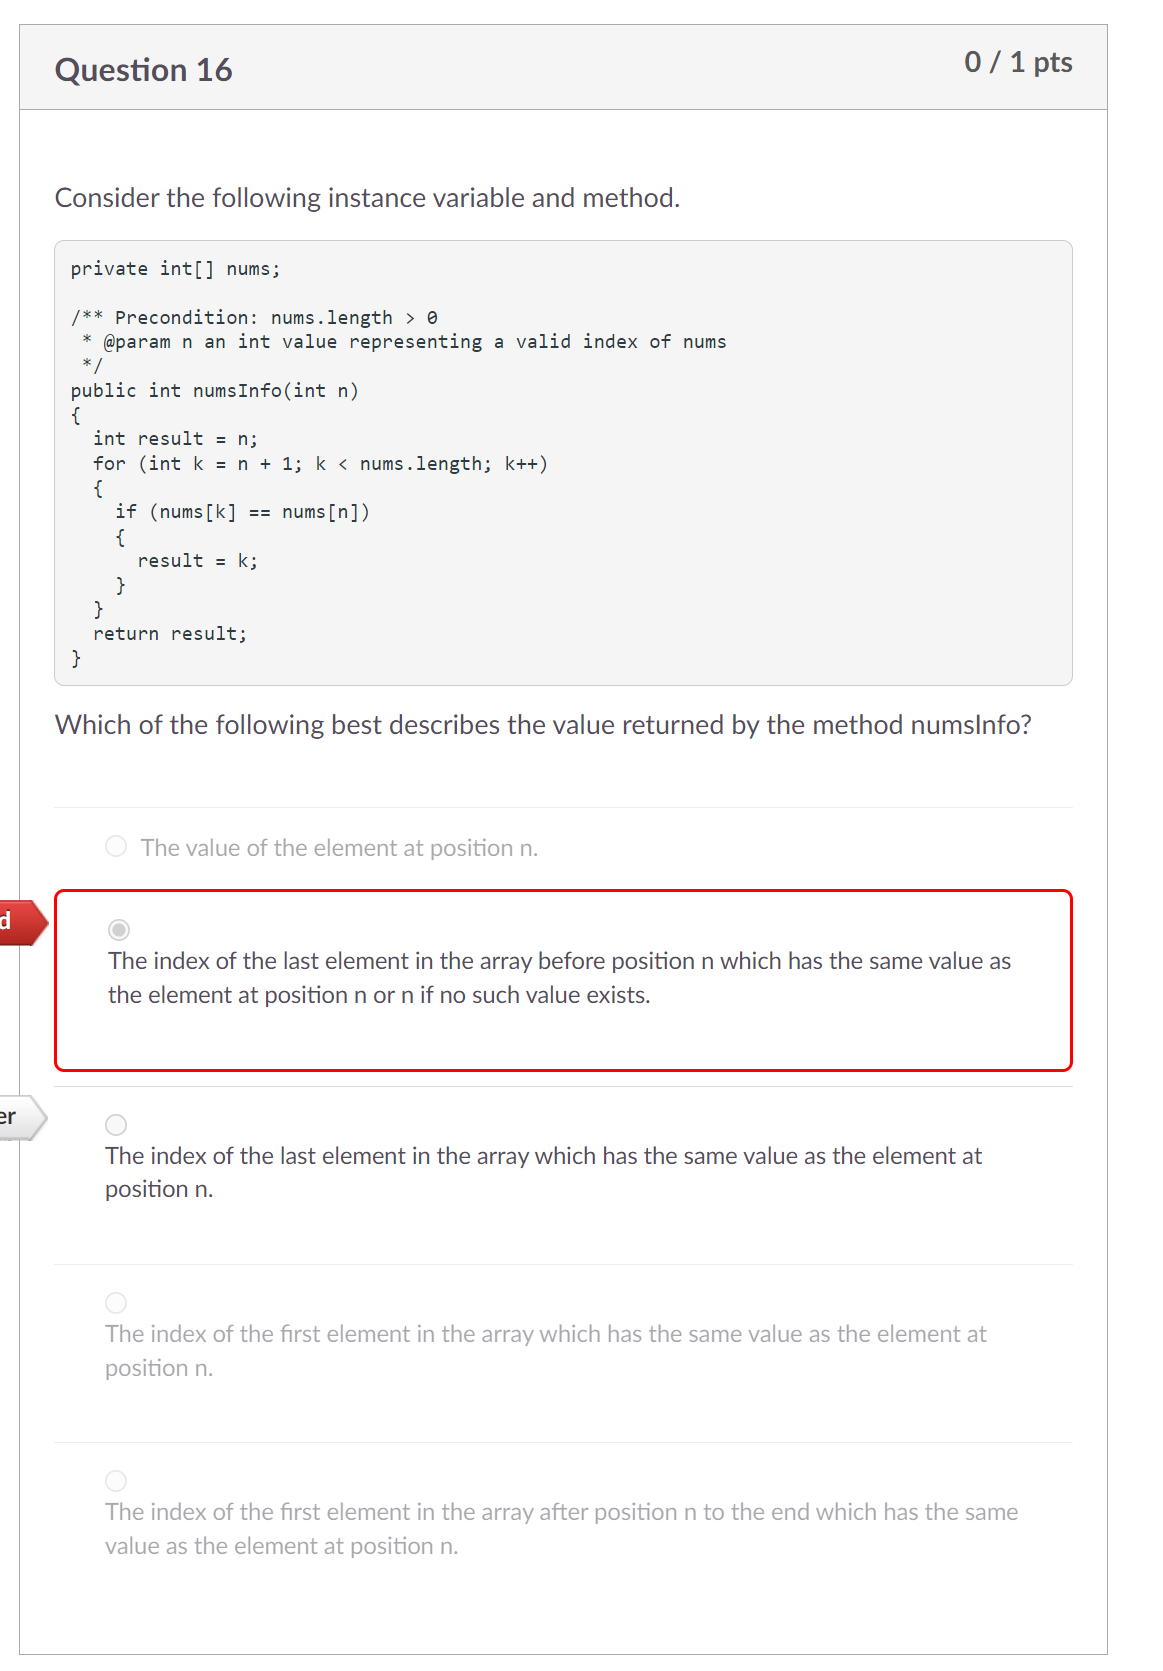 Question 16
0 / 1 pts
Consider the following instance variable and method.
private int[] nums;
/** Precondition: nums.length > 0
 * @param n an int value representing a valid index of nums
 */
public int numsInfo(int n)
{
  int result = n;
  for (int k = n + 1; k < nums.length; k++)
  {
    if (nums[k] == nums[n])
    {
      result = k;
    }
  }
  return result;
}
Which of the following best describes the value returned by the method numsInfo?
The value of the element at position n.
d
The index of the last element in the array before position n which has the same value as
the element at position n or n if no such value exists.
er
The index of the last element in the array which has the same value as the element at
position n.
The index of the first element in the array which has the same value as the element at
position n.
The index of the first element in the array after position n to the end which has the same
value as the element at position n.